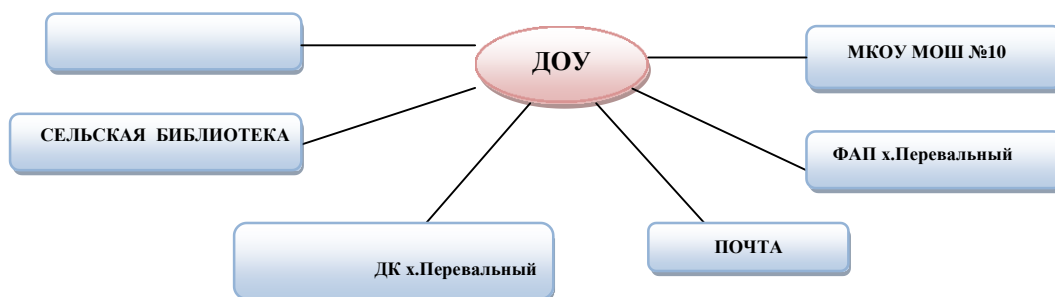 ДОУ
МКОУ МОШ №10
СЕЛЬСКАЯ БИБЛИОТЕКА
ФАП х.Перевальный
ПОЧТА
ДК х.Перевальный